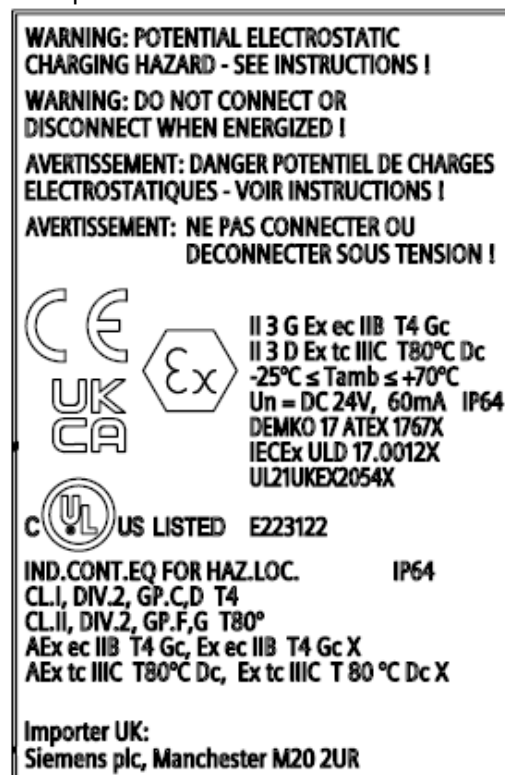 WARNING: POTENTIAL ELECTROSTATIC
CHARGING HAZARD - SEE INSTRUCTIONS !
WARNING: DO NOT CONNECT OR
DISCONNECT WHEN ENERGIZED !
AVERTISSEMENT: DANGER POTENTIEL DE CHARGES
ELECTROSTATIQUES - VOIR INSTRUCTIONS !
AVERTISSEMENT: NE PAS CONNECTER OU
DECONNECTER SOUS TENSION !
CE
UK
CA
Ex
II 3 G Ex ec IIB T4 Gc
II 3 D Ex tc IIIC T80°C Dc
-25°C ≤ Tamb ≤ +70°C
Un = DC 24V, 60mA IP64
DEMKO 17 ATEX 1767X
IECEx ULD 17.0012X
UL21UKEX2054X
C UL US LISTED E223122
IND.CONT.EQ FOR HAZ.LOC. IP64
CL.I, DIV.2, GP.C,D T4
CL.II, DIV.2, GP.F,G T80°
AEx ec IIB T4 Gc, Ex ec IIB T4 Gc X
AEx tc IIIC T80°C Dc, Ex tc IIIC T 80 °C Dc X
Importer UK:
Siemens plc, Manchester M20 2UR